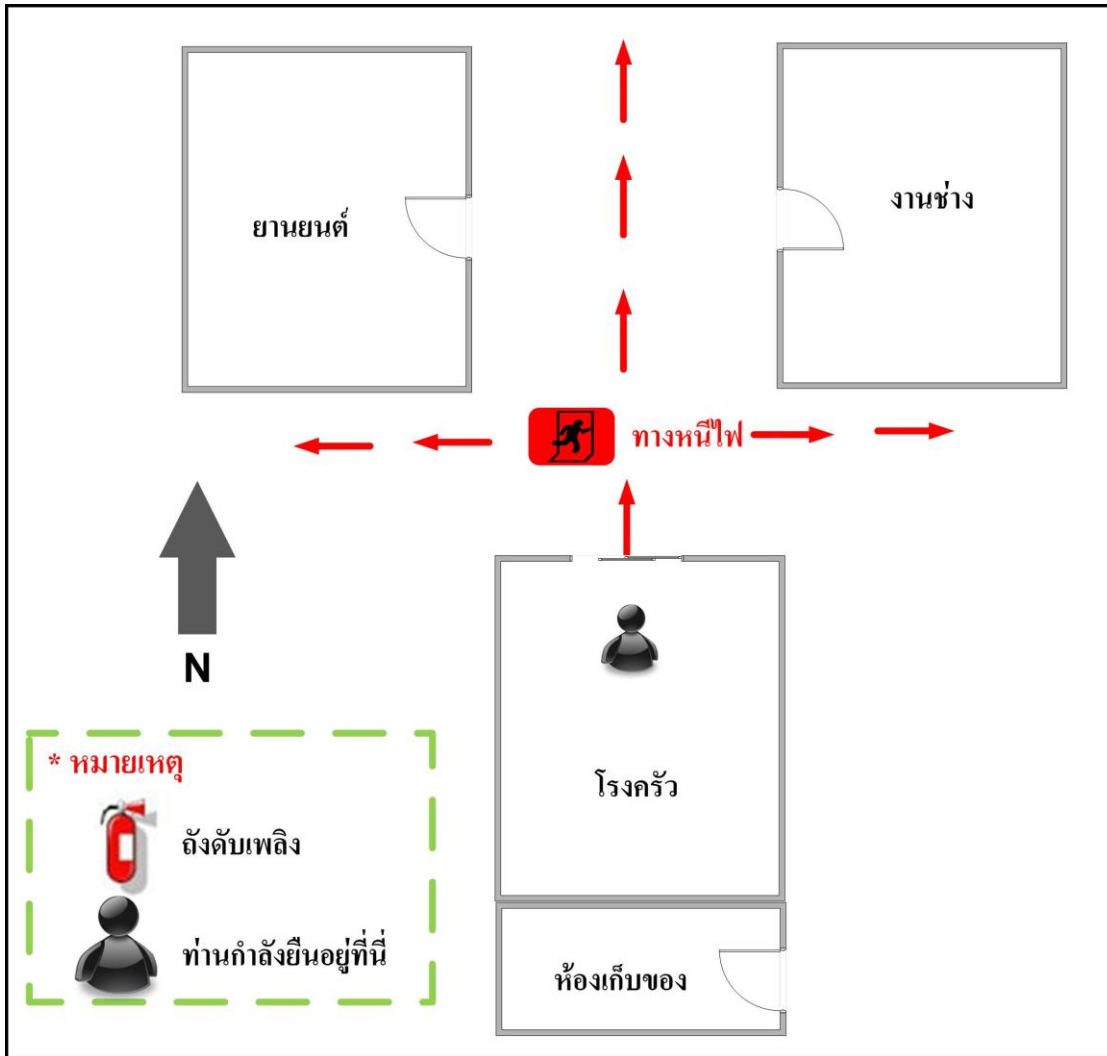 ยานยนต์
งานช่าง
ทางหนีไฟ
N
* หมายเหตุ
ถังดับเพลิง
ท่านกำลังยืนอยู่ที่นี่
โรงครัว
ห้องเก็บของ